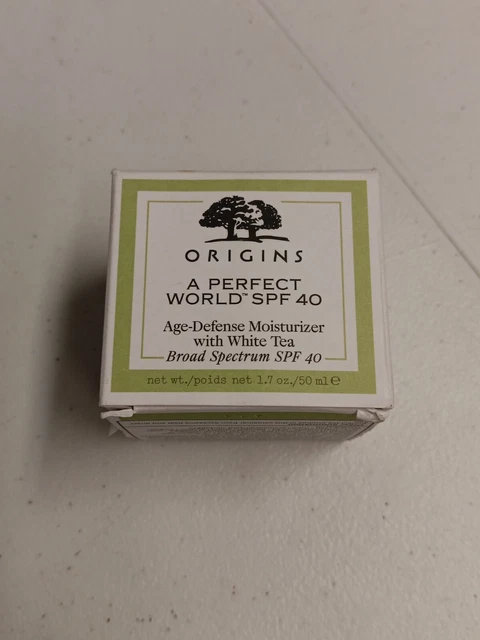 ORIGINS
A PERFECT
WORLD™ SPF 40
Age-Defense Moisturizer
with White Tea
Broad Spectrum SPF 40
net wt./poids net 1.7 oz./50 ml ℮